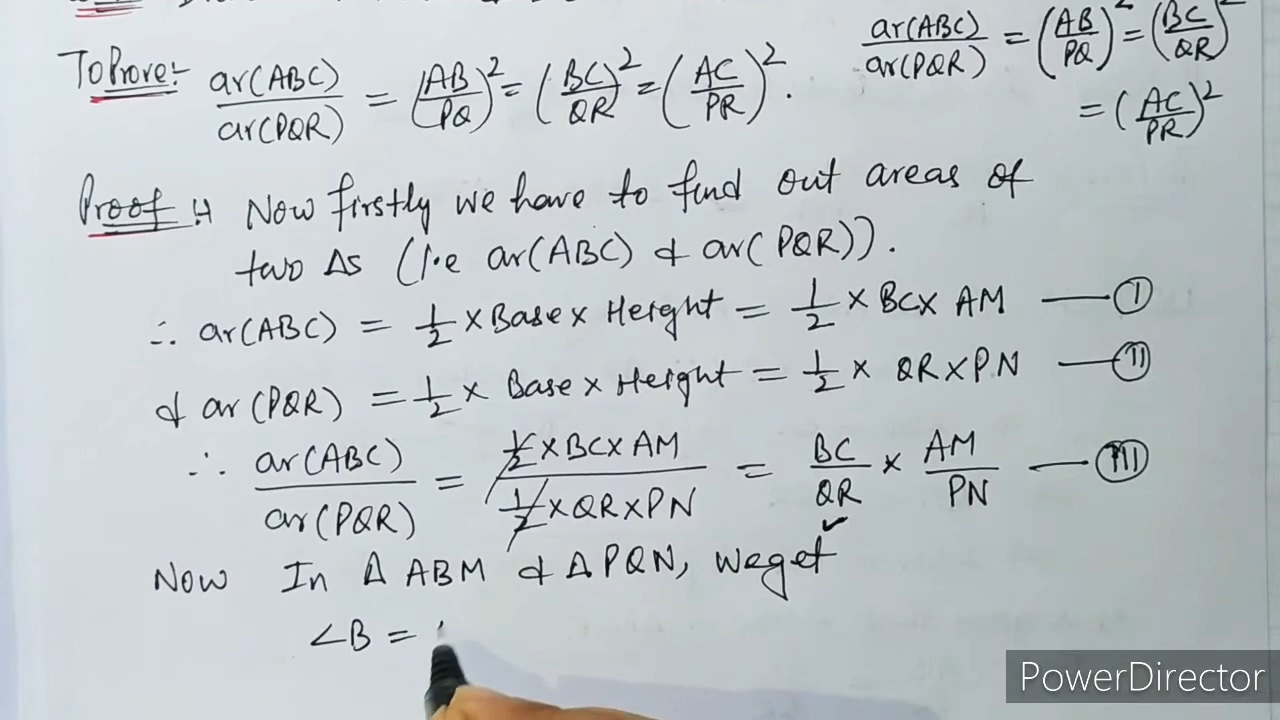 To Prove:- ar(ABC)/ar(PQR) = (AB/PQ)² = (BC/QR)² = (AC/PR)².
ar(ABC)/ar(PQR) = (AB/PQ)² = (BC/QR)²
= (AC/PR)²
Proof :- Now firstly we have to find out areas of
two Δs (i.e ar(ABC) & ar(PQR)).
∴ ar(ABC) = 1/2 × Base × Height = 1/2 × BC × AM — I
& ar(PQR) = 1/2 × Base × Height = 1/2 × QR × PN — II
∴ ar(ABC)/ar(PQR) = 1/2 × BC × AM / 1/2 × QR × PN = BC/QR × AM/PN — III
Now In Δ ABM & Δ PQN, we get
∠B =
PowerDirector